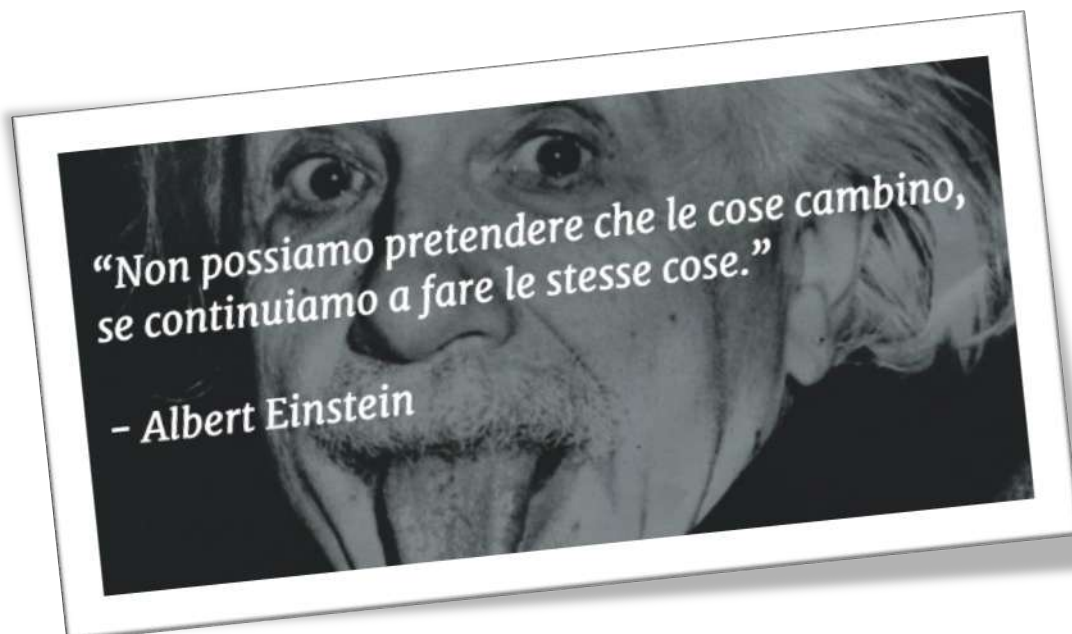 “Non possiamo pretendere che le cose cambino,
se continuiamo a fare le stesse cose.”
– Albert Einstein